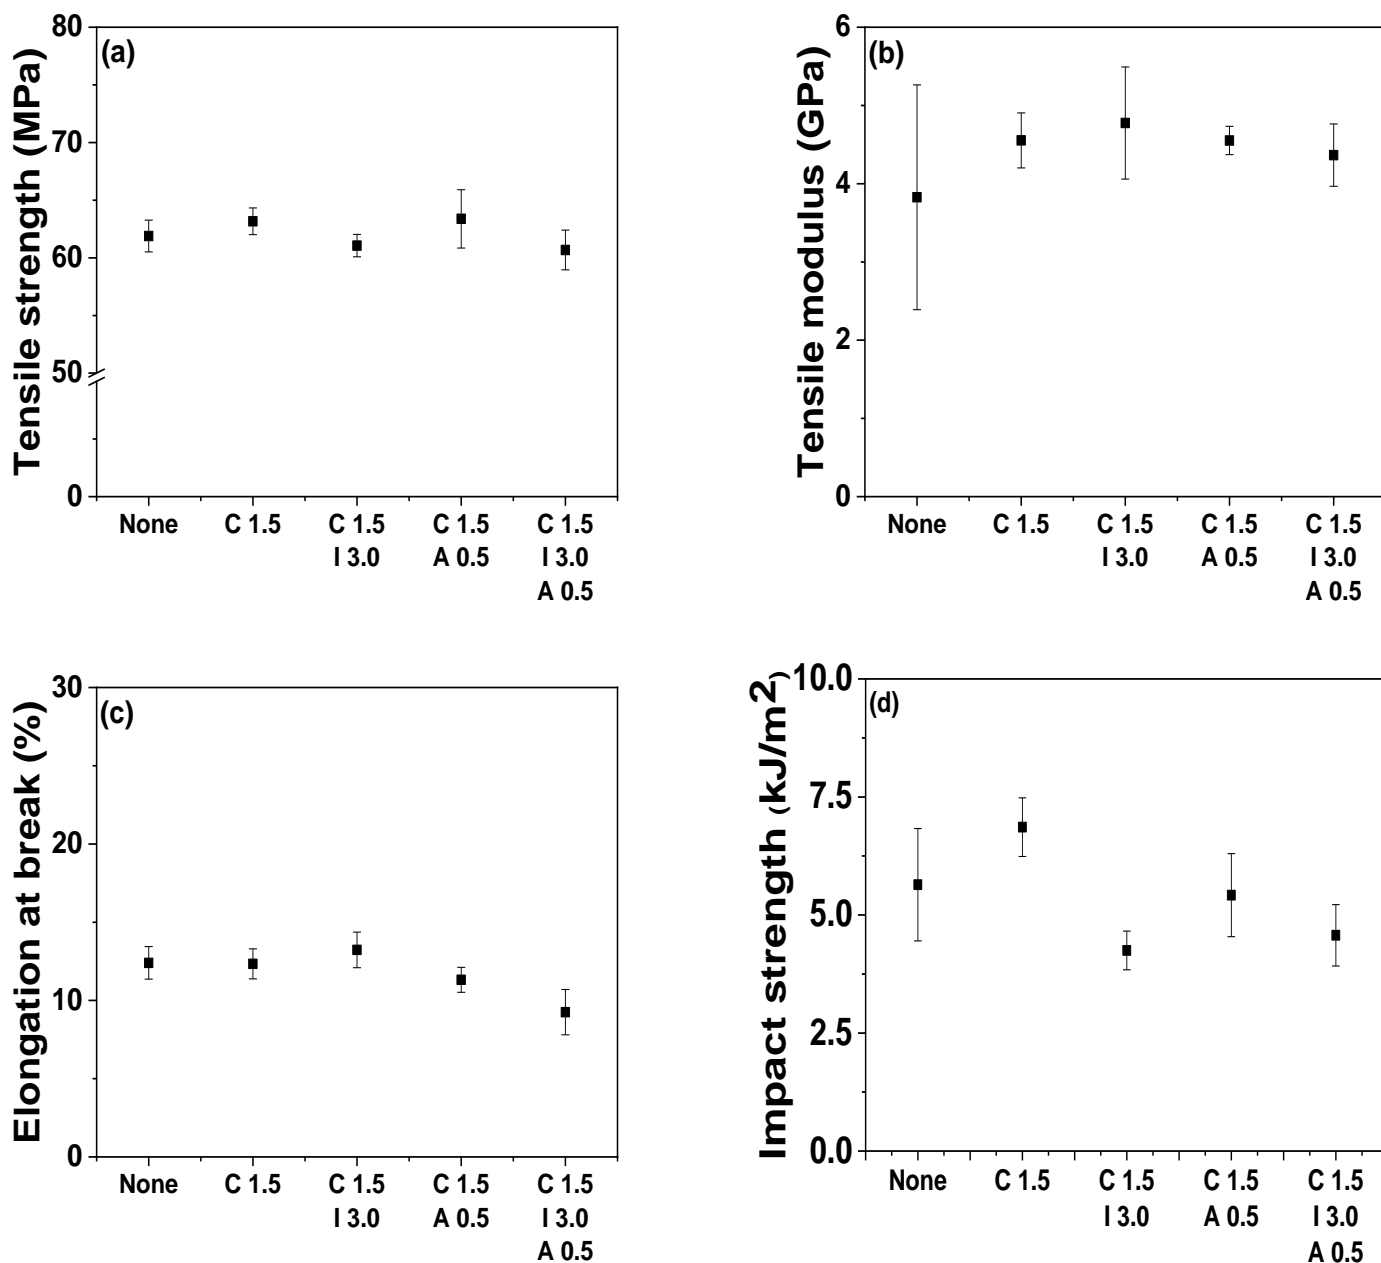 (a)
Tensile strength (MPa)
80
70
60
50
0
None
C 1.5
C 1.5
I 3.0
C 1.5
A 0.5
C 1.5
I 3.0
A 0.5
(b)
Tensile modulus (GPa)
6
4
2
0
None
C 1.5
C 1.5
I 3.0
C 1.5
A 0.5
C 1.5
I 3.0
A 0.5
(c)
Elongation at break (%)
30
20
10
0
None
C 1.5
C 1.5
I 3.0
C 1.5
A 0.5
C 1.5
I 3.0
A 0.5
(d)
Impact strength (kJ/m²)
10.0
7.5
5.0
2.5
0.0
None
C 1.5
C 1.5
I 3.0
C 1.5
A 0.5
C 1.5
I 3.0
A 0.5